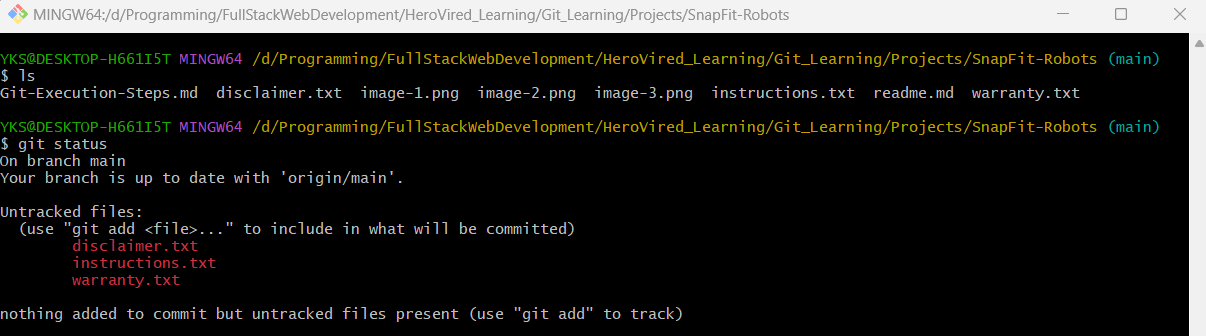 MINGW64:/d/Programming/FullStackWebDevelopment/HeroVired_Learning/Git_Learning/Projects/SnapFit-Robots
YKS@DESKTOP-H661I5T MINGW64 /d/Programming/FullStackWebDevelopment/HeroVired_Learning/Git_Learning/Projects/SnapFit-Robots (main)
$ ls
Git-Execution-Steps.md  disclaimer.txt  image-1.png  image-2.png  image-3.png  instructions.txt  readme.md  warranty.txt
YKS@DESKTOP-H661I5T MINGW64 /d/Programming/FullStackWebDevelopment/HeroVired_Learning/Git_Learning/Projects/SnapFit-Robots (main)
$ git status
On branch main
Your branch is up to date with 'origin/main'.
Untracked files:
  (use "git add <file>..." to include in what will be committed)
        disclaimer.txt
        instructions.txt
        warranty.txt
nothing added to commit but untracked files present (use "git add" to track)